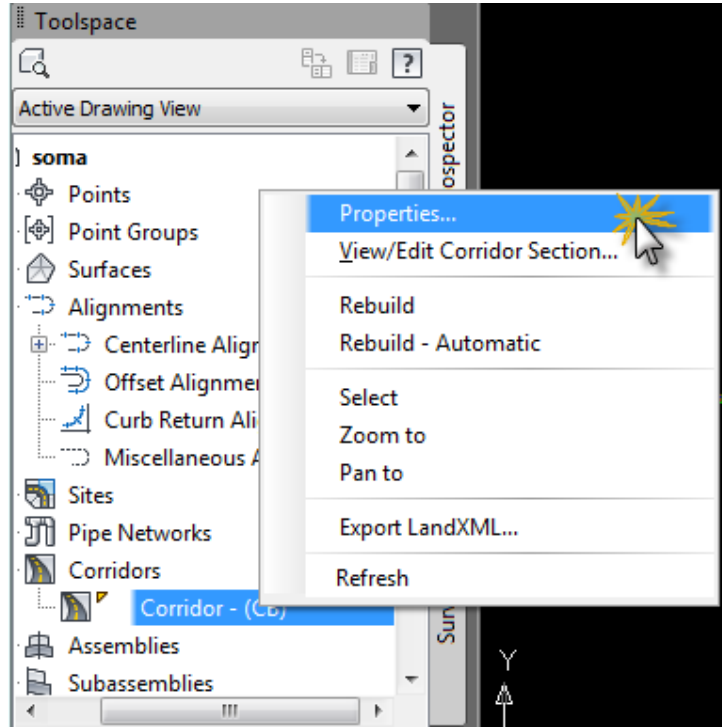 Toolspace
Active Drawing View
soma
Points
Point Groups
Surfaces
Alignments
Centerline Align
Offset Alignme
Curb Return Ali
Miscellaneous A
Sites
Pipe Networks
Corridors
Corridor - (CB)
Assemblies
Subassemblies
Properties...
View/Edit Corridor Section...
Rebuild
Rebuild - Automatic
Select
Zoom to
Pan to
Export LandXML...
Refresh
ospector
Surv
Y